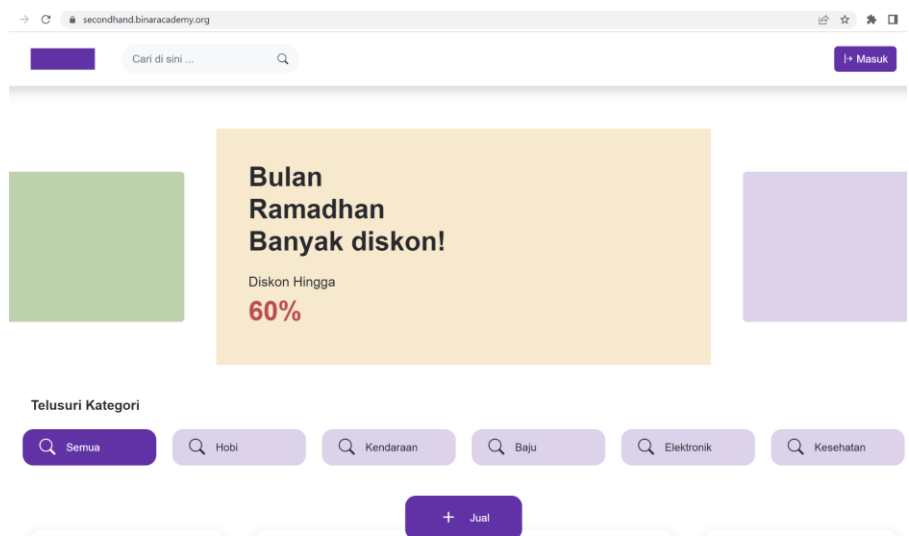 secondhand.binaracademy.org
Cari di sini ...
Masuk
Bulan
Ramadhan
Banyak diskon!
Diskon Hingga
60%
Telusuri Kategori
Semua
Hobi
Kendaraan
Baju
Elektronik
Kesehatan
+ Jual